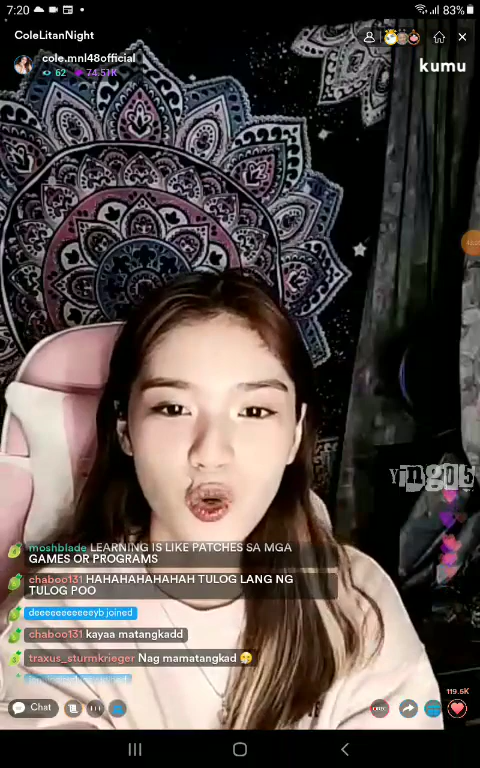 7:20
83%
ColeLitanNight
cole.mnl48official
62 74.51K
kumu
Yngo5
moshblade LEARNING IS LIKE PATCHES SA MGA
GAMES OR PROGRAMS
chaboo131 HAHAHAHAHAHAH TULOG LANG NG
TULOG POO
deeeeeeeeeeeyb joined
chaboo131 kayaa matangkadd
traxus_sturmkrieger Nag mamatangkad 😁
119.5K
Chat